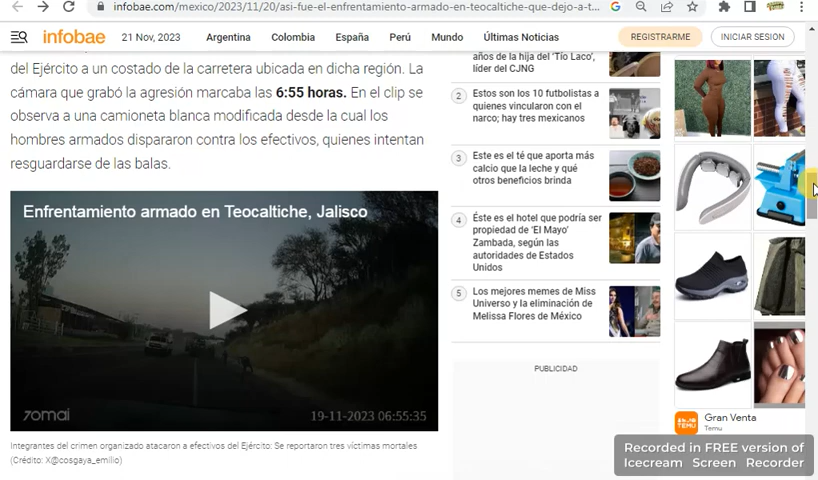 infobae.com/mexico/2023/11/20/asi-fue-el-enfrentamiento-armado-en-teocaltiche-que-dejo-a-t...
infobae
21 Nov, 2023
Argentina
Colombia
España
Perú
Mundo
Últimas Noticias
REGISTRARME
INICIAR SESIÓN
del Ejército a un costado de la carretera ubicada en dicha región. La
cámara que grabó la agresión marcaba las 6:55 horas. En el clip se
observa a una camioneta blanca modificada desde la cual los
hombres armados dispararon contra los efectivos, quienes intentan
resguardarse de las balas.
Enfrentamiento armado en Teocaltiche, Jalisco
70mai
19-11-2023 06:55:35
Integrantes del crimen organizado atacaron a efectivos del Ejército: Se reportaron tres víctimas mortales
(Crédito: X@cosgaya_emilio)
años de la hija del 'Tío Laco',
líder del CJNG
2
Estos son los 10 futbolistas a
quienes vincularon con el
narco; hay tres mexicanos
3
Este es el té que aporta más
calcio que la leche y qué
otros beneficios brinda
4
Éste es el hotel que podría ser
propiedad de 'El Mayo'
Zambada, según las
autoridades de Estados
Unidos
5
Los mejores memes de Miss
Universo y la eliminación de
Melissa Flores de México
PUBLICIDAD
TEMU
Gran Venta
Temu
Recorded in FREE version of
Icecream Screen Recorder